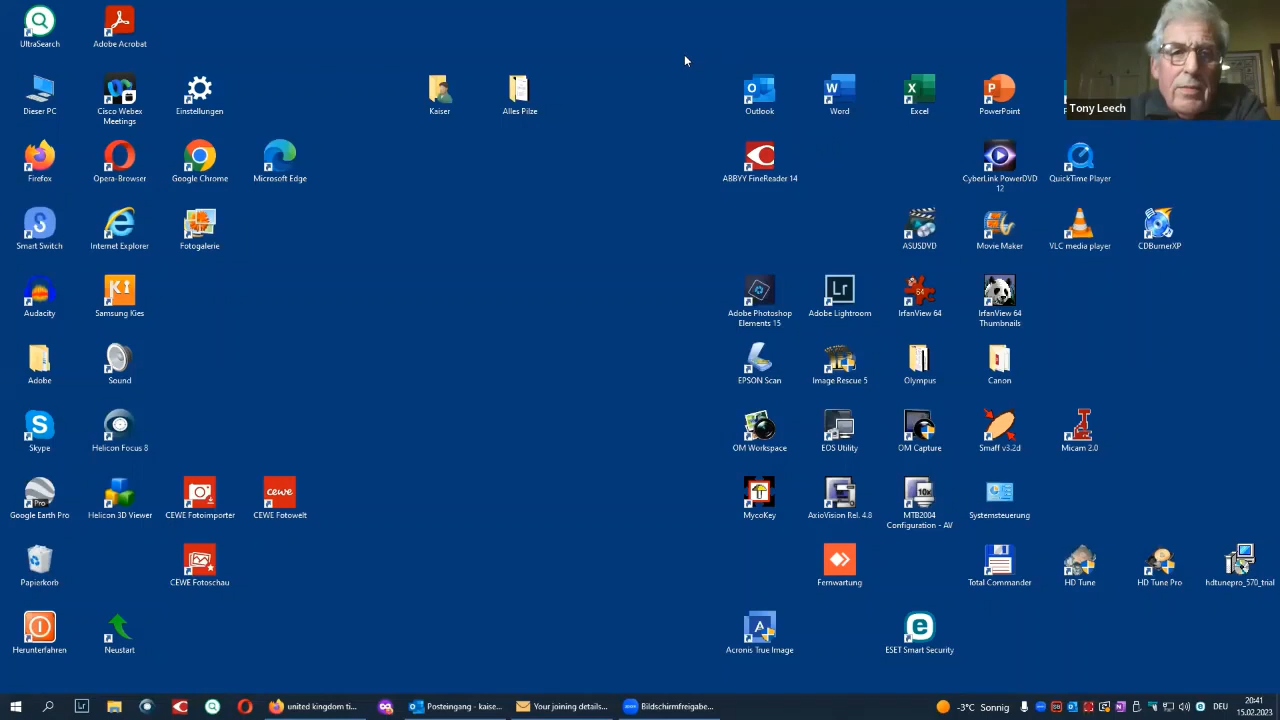 UltraSearch
Adobe Acrobat
Tony Leech
Dieser PC
Cisco Webex
Meetings
Einstellungen
Kaiser
Alles Pilze
Outlook
Word
Excel
PowerPoint
Firefox
Opera-Browser
Google Chrome
Microsoft Edge
ABBYY FineReader 14
CyberLink PowerDVD
12
QuickTime Player
Smart Switch
Internet Explorer
Fotogalerie
ASUSDVD
Movie Maker
VLC media player
CDBurnerXP
Audacity
KI
Samsung Kies
Adobe Photoshop
Elements 15
Lr
Adobe Lightroom
64
IrfanView 64
IrfanView 64
Thumbnails
Adobe
Sound
EPSON Scan
Image Rescue 5
Olympus
Canon
Skype
Helicon Focus 8
OM Workspace
EOS Utility
OM Capture
Smaff v3.2d
Micam 2.0
Pro
Google Earth Pro
Helicon 3D Viewer
CEWE Fotoimporter
cewe
CEWE Fotowelt
MycoKey
AxioVision Rel. 4.8
10x
MTB2004
Configuration - AV
Systemsteuerung
Papierkorb
CEWE Fotoschau
Fernwartung
Total Commander
HD Tune
HD Tune Pro
hdtunepro_570_trial
Herunterfahren
Neustart
Acronis True Image
ESET Smart Security
united kingdom ti...
Posteingang - kaise...
Your joining details...
Bildschirmfreigabe...
-3°C Sonnig
DEU
20:41
15.02.2023